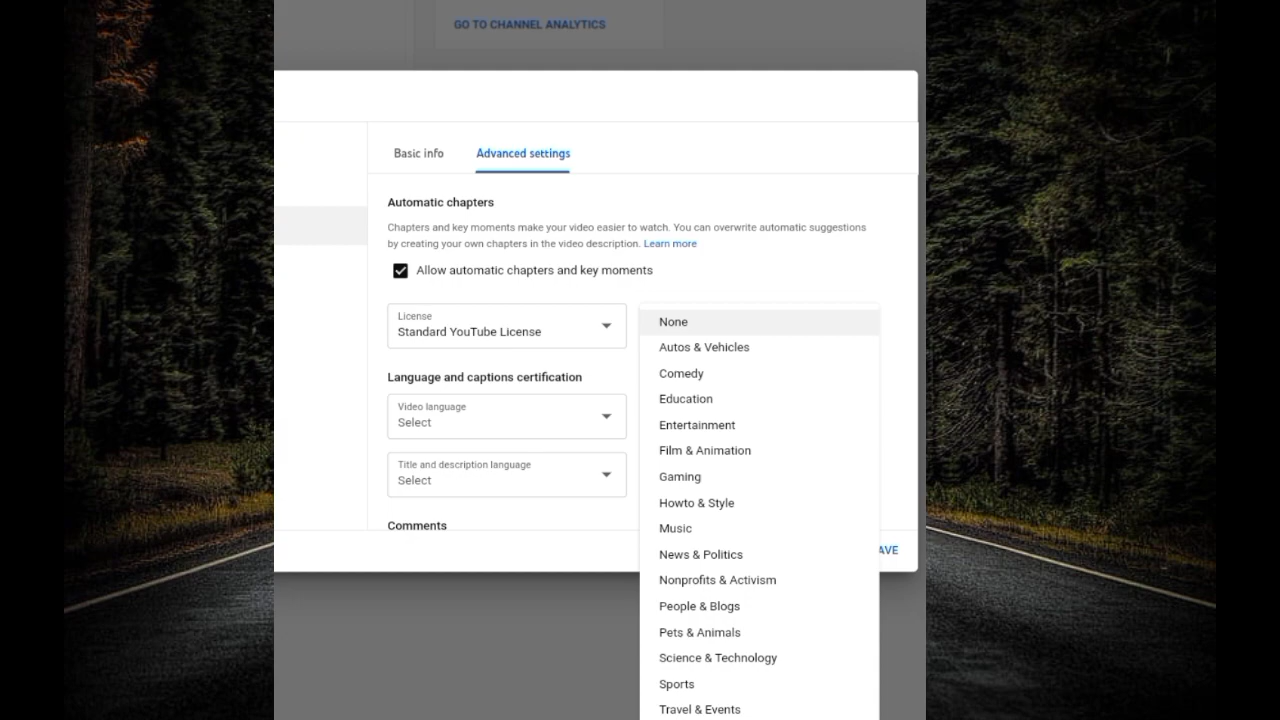 GO TO CHANNEL ANALYTICS
Basic info
Advanced settings
Automatic chapters
Chapters and key moments make your video easier to watch. You can overwrite automatic suggestions
by creating your own chapters in the video description. Learn more
Allow automatic chapters and key moments
License
Standard YouTube License
Language and captions certification
Video language
Select
Title and description language
Select
Comments
None
Autos & Vehicles
Comedy
Education
Entertainment
Film & Animation
Gaming
Howto & Style
Music
News & Politics
Nonprofits & Activism
People & Blogs
Pets & Animals
Science & Technology
Sports
Travel & Events
AVE